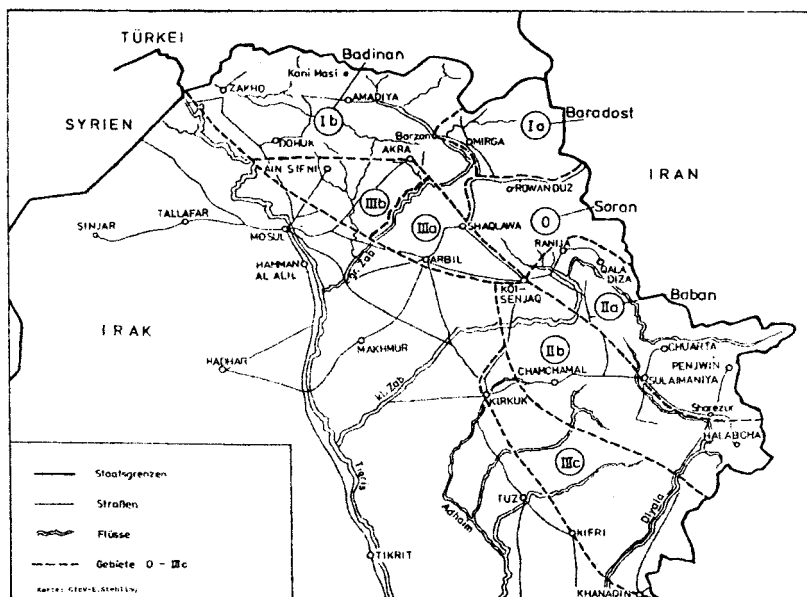 TÜRKEI
Badinan
Kani Masi
ZAKHO
AMADIYA
Ia
Baradost
Ib
SYRIEN
Barzan
MIRGA
DOHUK
AKRA
AIN SIFNI
ROWANDUZ
IRAN
IIIb
Soran
TALLAFAR
IIIa
O
SINJAR
SHAQLAWA
MOSUL
RANIJA
HAMMAN
AL ALIL
gr. Zab
ARBIL
QALA
DIZA
KOI-
SENJAQ
IIa
Baban
IRAK
MAKHMUR
IIb
CHUARTA
HADHAR
PENJWIN
CHAMCHAMAL
SULAIMANIYA
kl. Zab
KIRKUK
Sharezur
HALABCHA
IIIc
Staatsgrenzen
Tigris
TUZ
Straßen
Adhaim
Diyala
Flüsse
KIFRI
TIKRIT
Gebiete O - IIIc
KHANAQIN